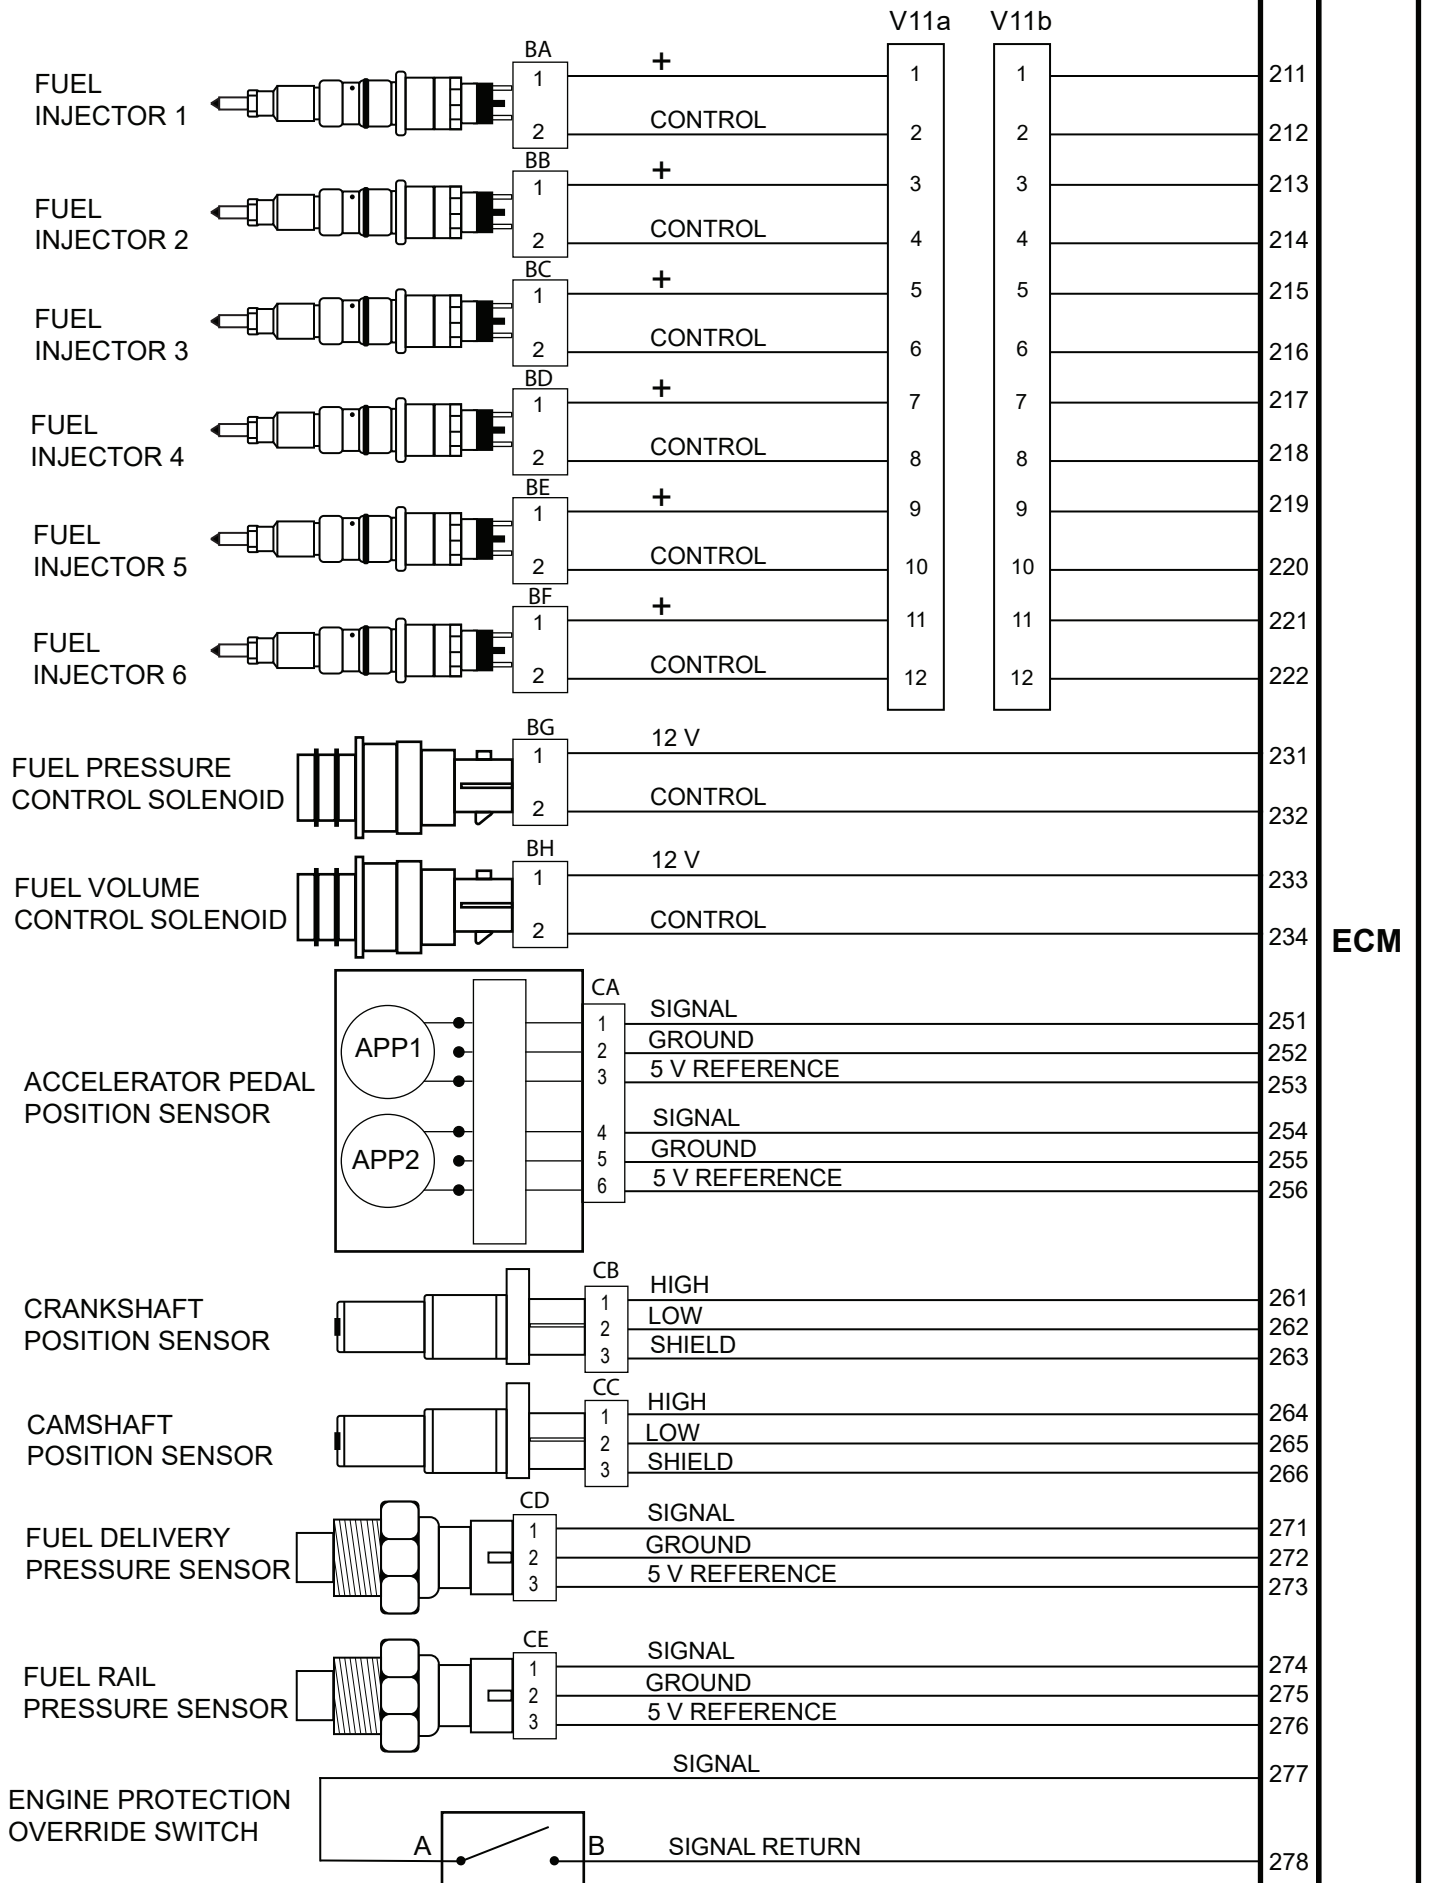 V11a V11b
BA
FUEL
INJECTOR 1
1 + 1 1 211
2 CONTROL 2 2 212
BB
FUEL
INJECTOR 2
1 + 3 3 213
2 CONTROL 4 4 214
BC
FUEL
INJECTOR 3
1 + 5 5 215
2 CONTROL 6 6 216
BD
FUEL
INJECTOR 4
1 + 7 7 217
2 CONTROL 8 8 218
BE
FUEL
INJECTOR 5
1 + 9 9 219
2 CONTROL 10 10 220
BF
FUEL
INJECTOR 6
1 + 11 11 221
2 CONTROL 12 12 222
BG
FUEL PRESSURE
CONTROL SOLENOID
1 12 V 231
2 CONTROL 232
BH
FUEL VOLUME
CONTROL SOLENOID
1 12 V 233
2 CONTROL 234
ECM
CA
ACCELERATOR PEDAL
POSITION SENSOR
APP1
1 SIGNAL 251
2 GROUND 252
3 5 V REFERENCE 253
APP2
4 SIGNAL 254
5 GROUND 255
6 5 V REFERENCE 256
CB
CRANKSHAFT
POSITION SENSOR
1 HIGH 261
2 LOW 262
3 SHIELD 263
CC
CAMSHAFT
POSITION SENSOR
1 HIGH 264
2 LOW 265
3 SHIELD 266
CD
FUEL DELIVERY
PRESSURE SENSOR
1 SIGNAL 271
2 GROUND 272
3 5 V REFERENCE 273
CE
FUEL RAIL
PRESSURE SENSOR
1 SIGNAL 274
2 GROUND 275
3 5 V REFERENCE 276
SIGNAL 277
ENGINE PROTECTION
OVERRIDE SWITCH
A B SIGNAL RETURN 278